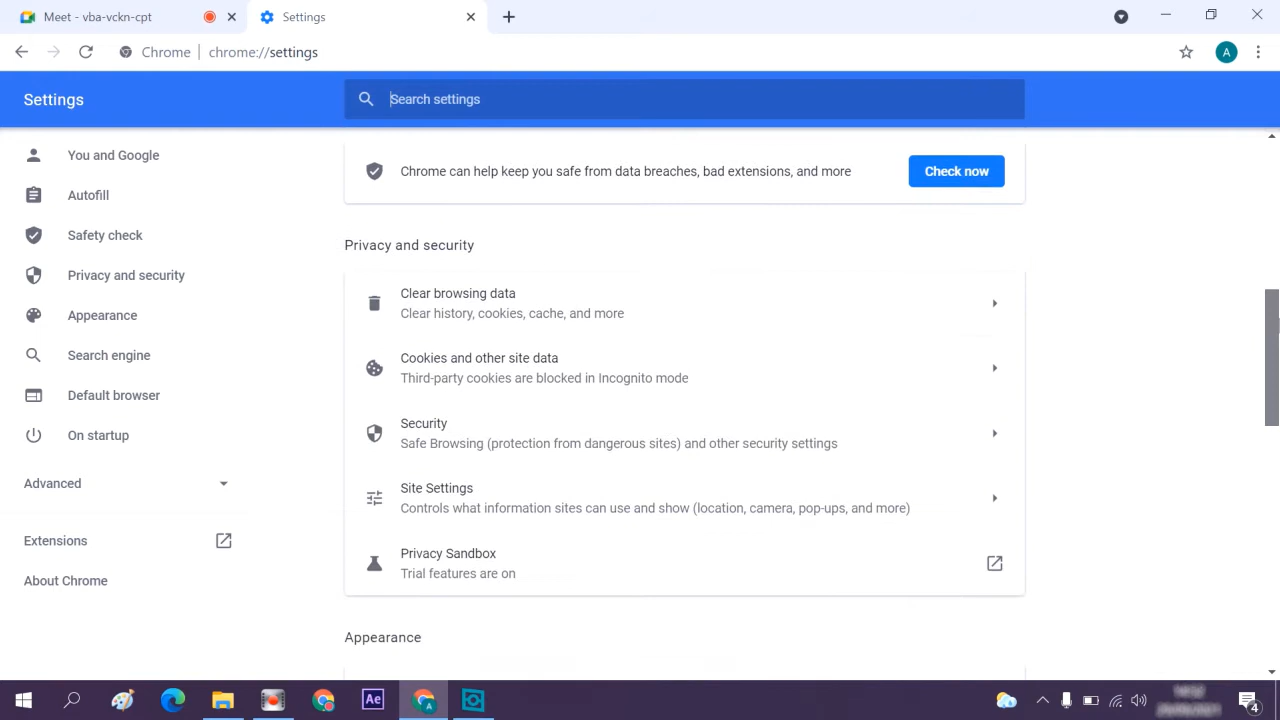 Meet - vba-vckn-cpt
Settings
Chrome | chrome://settings
A
Settings
Search settings
You and Google
Autofill
Safety check
Privacy and security
Appearance
Search engine
Default browser
On startup
Advanced
Extensions
About Chrome
Chrome can help keep you safe from data breaches, bad extensions, and more
Check now
Privacy and security
Clear browsing data
Clear history, cookies, cache, and more
Cookies and other site data
Third-party cookies are blocked in Incognito mode
Security
Safe Browsing (protection from dangerous sites) and other security settings
Site Settings
Controls what information sites can use and show (location, camera, pop-ups, and more)
Privacy Sandbox
Trial features are on
Appearance
Ae
A
4